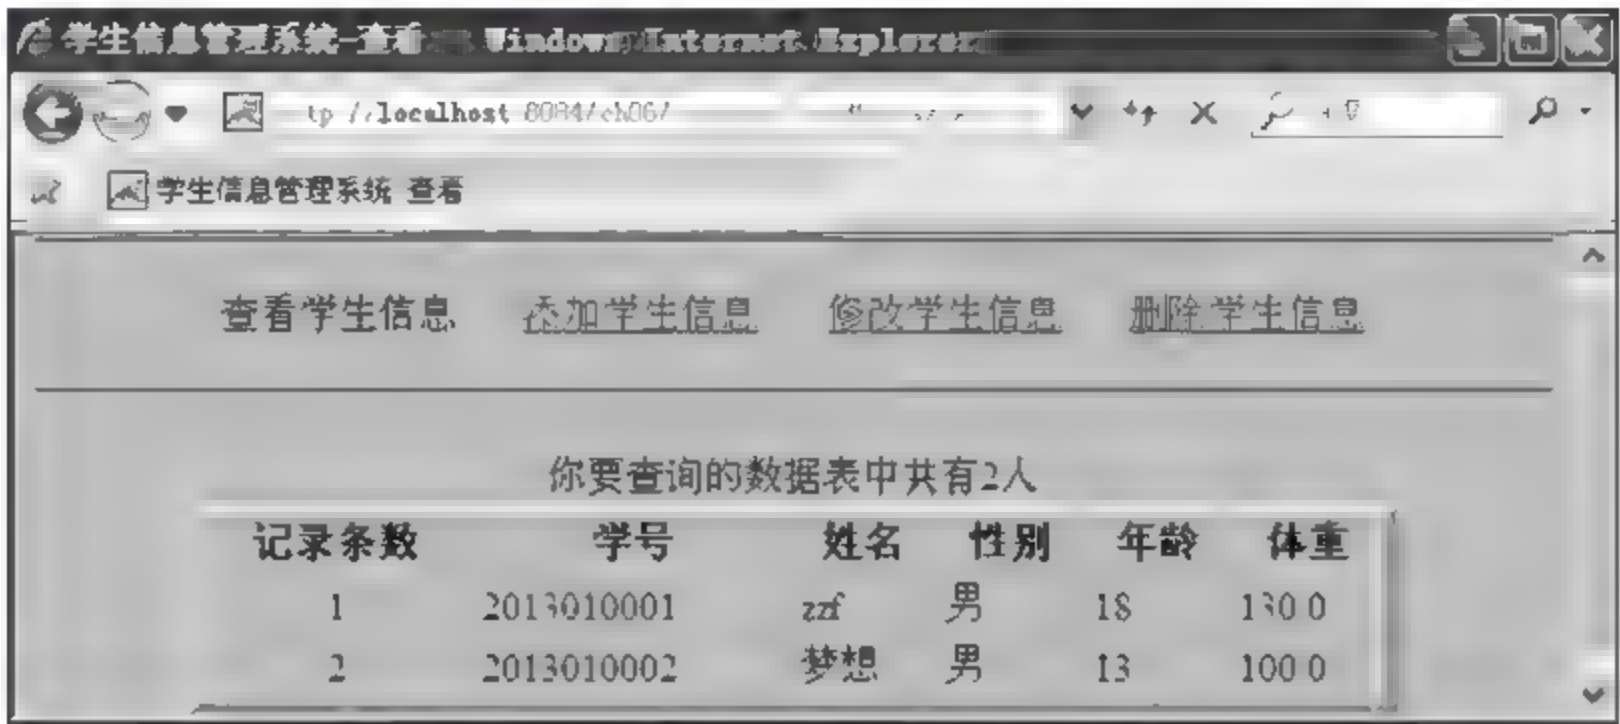 学生信息管理系统-查看 Windows Internet Explorer
tp //localhost 8084/ch06/
学生信息管理系统 查看
查看学生信息 添加学生信息 修改学生信息 删除学生信息
你要查询的数据表中共有2人
记录条数 学号 姓名 性别 年龄 体重
1 2013010001 zzf 男 18 130 0
2 2013010002 梦想 男 13 100 0